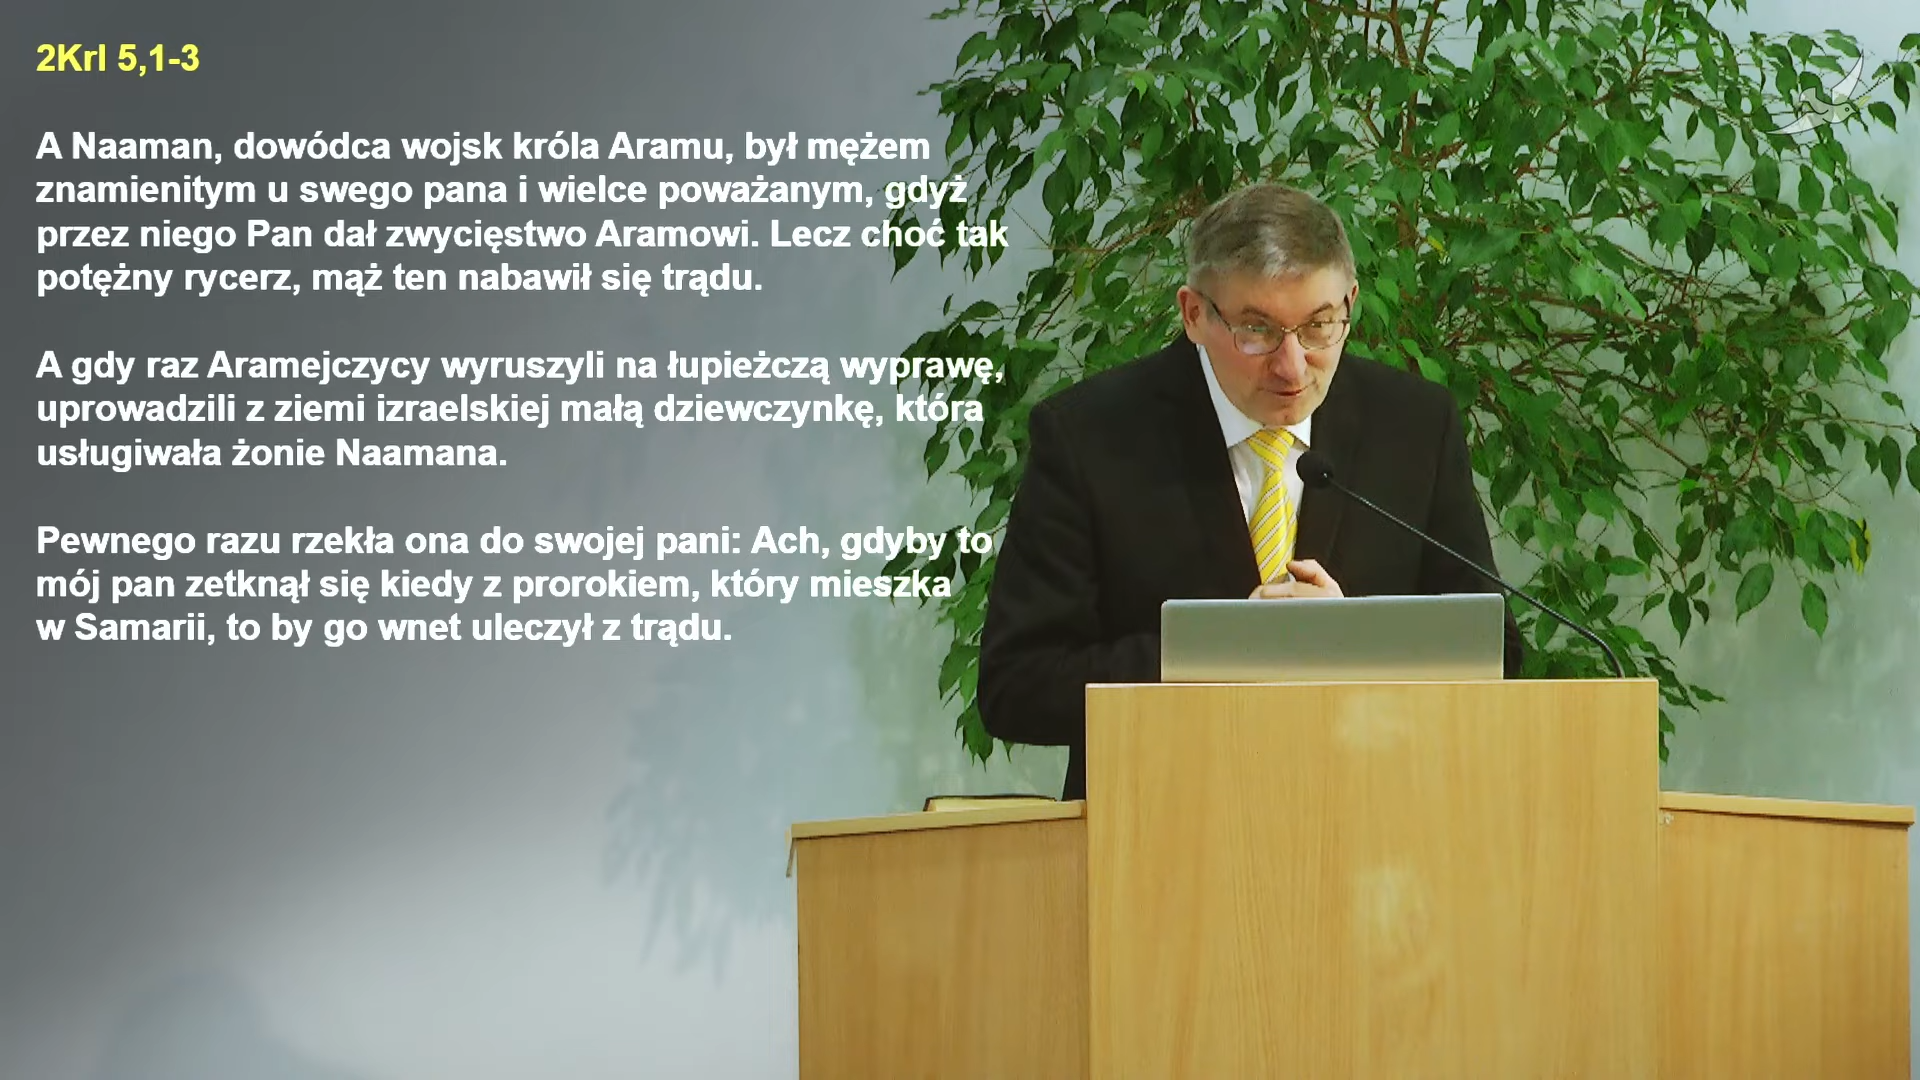 2Krl 5,1-3
A Naaman, dowódca wojsk króla Aramu, był mężem
znamienitym u swego pana i wielce poważanym, gdyż
przez niego Pan dał zwycięstwo Aramowi. Lecz choć tak
potężny rycerz, mąż ten nabawił się trądu.
A gdy raz Aramejczycy wyruszyli na łupieżczą wyprawę,
uprowadzili z ziemi izraelskiej małą dziewczynkę, która
usługiwała żonie Naamana.
Pewnego razu rzekła ona do swojej pani: Ach, gdyby to
mój pan zetknął się kiedy z prorokiem, który mieszka
w Samarii, to by go wnet uleczył z trądu.